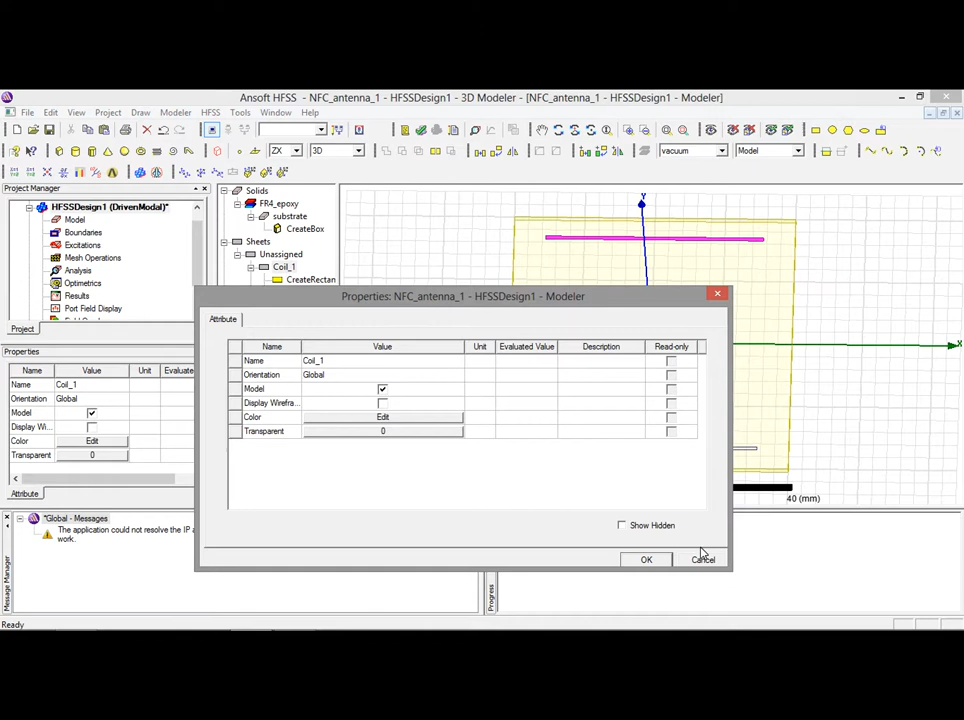 Ansoft HFSS - NFC_antenna_1 - HFSSDesign1 - 3D Modeler - [NFC_antenna_1 - HFSSDesign1 - Modeler]
File Edit View Project Draw Modeler HFSS Tools Window Help
ZX 3D vacuum Model
Project Manager
HFSSDesign1 (DrivenModal)*
Model
Boundaries
Excitations
Mesh Operations
Analysis
Optimetrics
Results
Port Field Display
Project
Solids
FR4_epoxy
substrate
CreateBox
Sheets
Unassigned
Coil_1
CreateRectan
Y
X
40 (mm)
Properties
Name Value Unit Evaluate
Name Coil_1
Orientation Global
Model
Display Wi...
Color Edit
Transparent 0
Attribute
Properties: NFC_antenna_1 - HFSSDesign1 - Modeler
Attribute
Name Value Unit Evaluated Value Description Read-only
Name Coil_1
Orientation Global
Model
Display Wirefra...
Color Edit
Transparent 0
Show Hidden
OK Cancel
Message Manager
*Global - Messages
The application could not resolve the IP a
work.
Progress
Ready